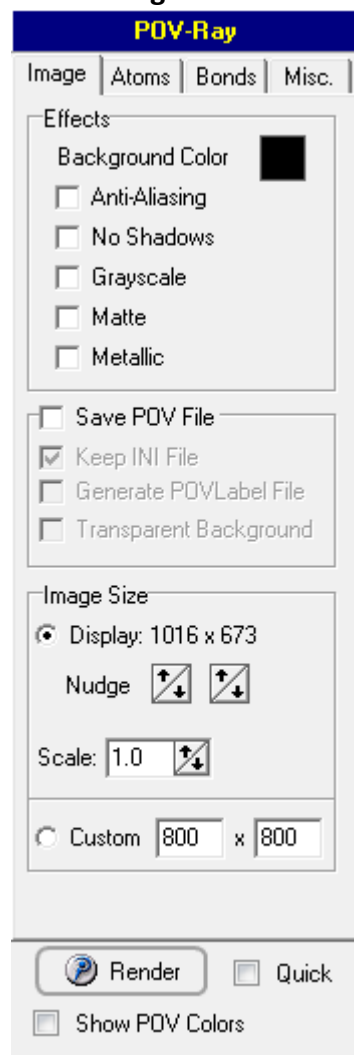 POV-Ray
Image Atoms Bonds Misc.
Effects
Background Color
Anti-Aliasing
No Shadows
Grayscale
Matte
Metallic
Save POV File
Keep INI File
Generate POVLabel File
Transparent Background
Image Size
Display: 1016 x 673
Nudge
Scale: 1.0
Custom 800 x 800
Render Quick
Show POV Colors